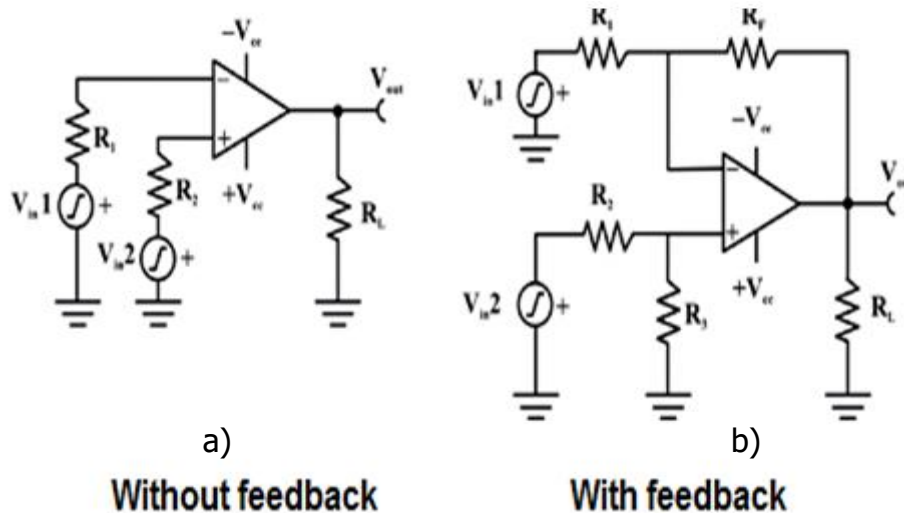 −Vcc
Vout
−
+
R1
R2
+Vcc
RL
Vin1
+
Vin2
+
R1
RF
Vin1
+
−Vcc
−
+
R2
+Vcc
Vin2
+
R3
RL
a)
b)
Without feedback
With feedback